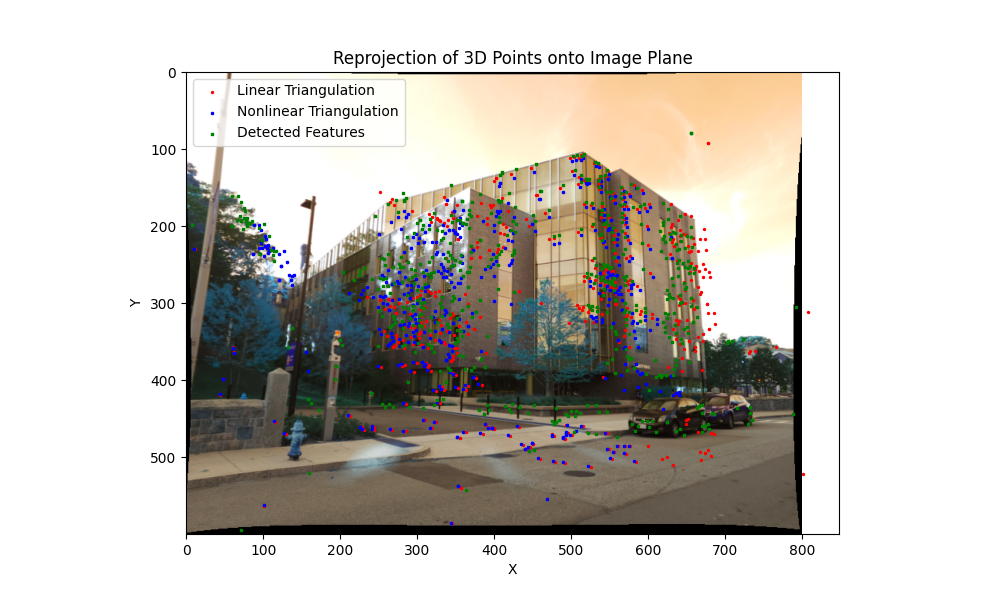 Reprojection of 3D Points onto Image Plane
Linear Triangulation
Nonlinear Triangulation
Detected Features
0
100
200
300
400
500
Y
0
100
200
300
400
500
600
700
800
X